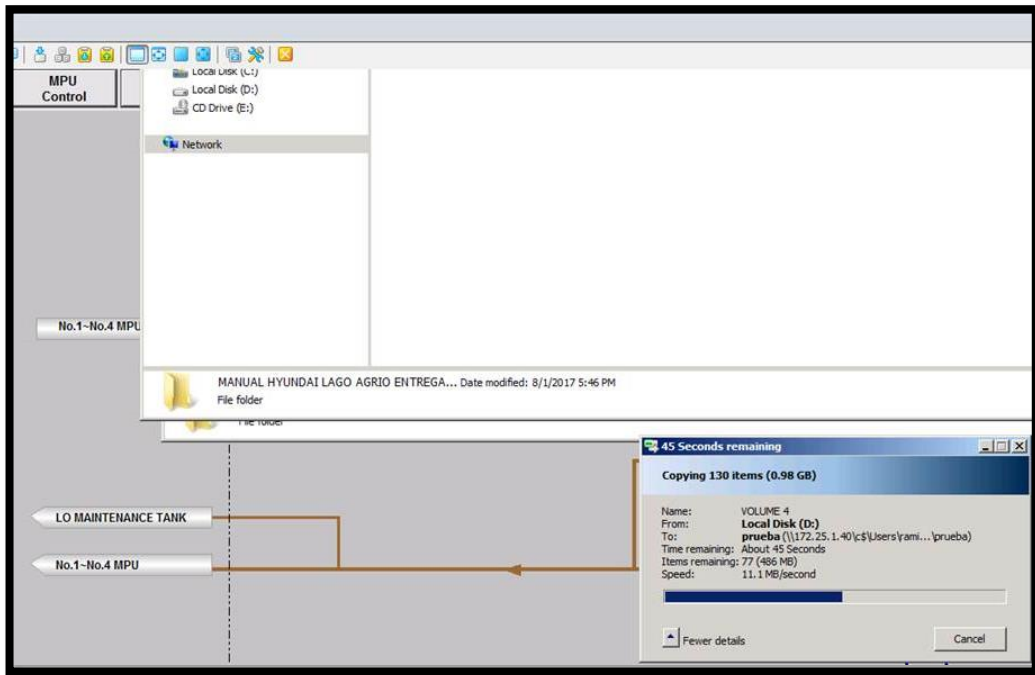 MPU
Control
Local Disk (C:)
Local Disk (D:)
CD Drive (E:)
Network
No.1~No.4 MPU
MANUAL HYUNDAI LAGO AGRIO ENTREGA... Date modified: 8/1/2017 5:46 PM
File folder
File folder
45 Seconds remaining
Copying 130 items (0.98 GB)
Name: VOLUME 4
From: Local Disk (D:)
To: prueba (\\172.25.1.40\c$\Users\rami...\prueba)
Time remaining: About 45 Seconds
Items remaining: 77 (486 MB)
Speed: 11.1 MB/second
Fewer details
Cancel
LO MAINTENANCE TANK
No.1~No.4 MPU